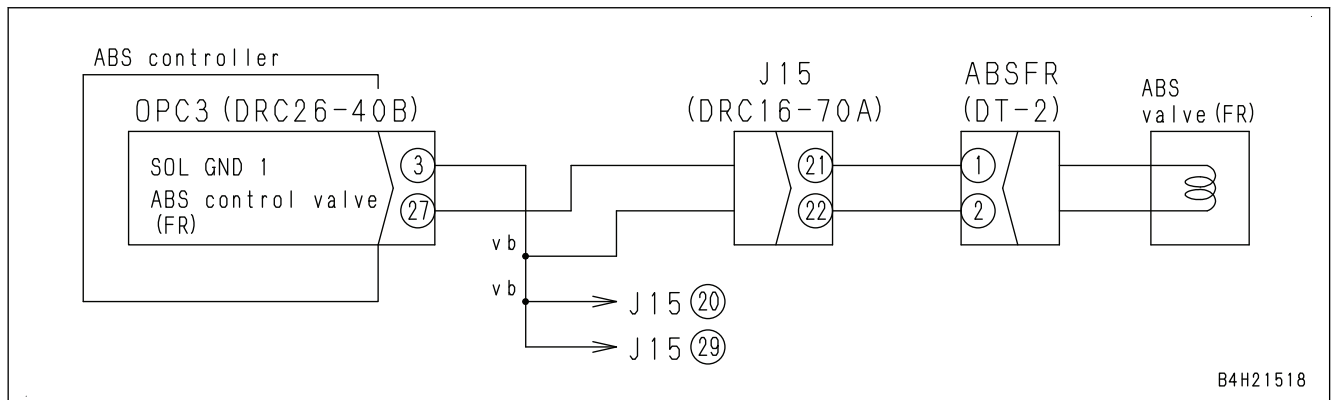 ABS controller
OPC3 (DRC26-40B)
SOL GND 1
ABS control valve
(FR)
3
27
vb
vb
J15 20
J15 29
J15
(DRC16-70A)
21
22
ABSFR
(DT-2)
1
2
ABS
valve (FR)
B4H21518